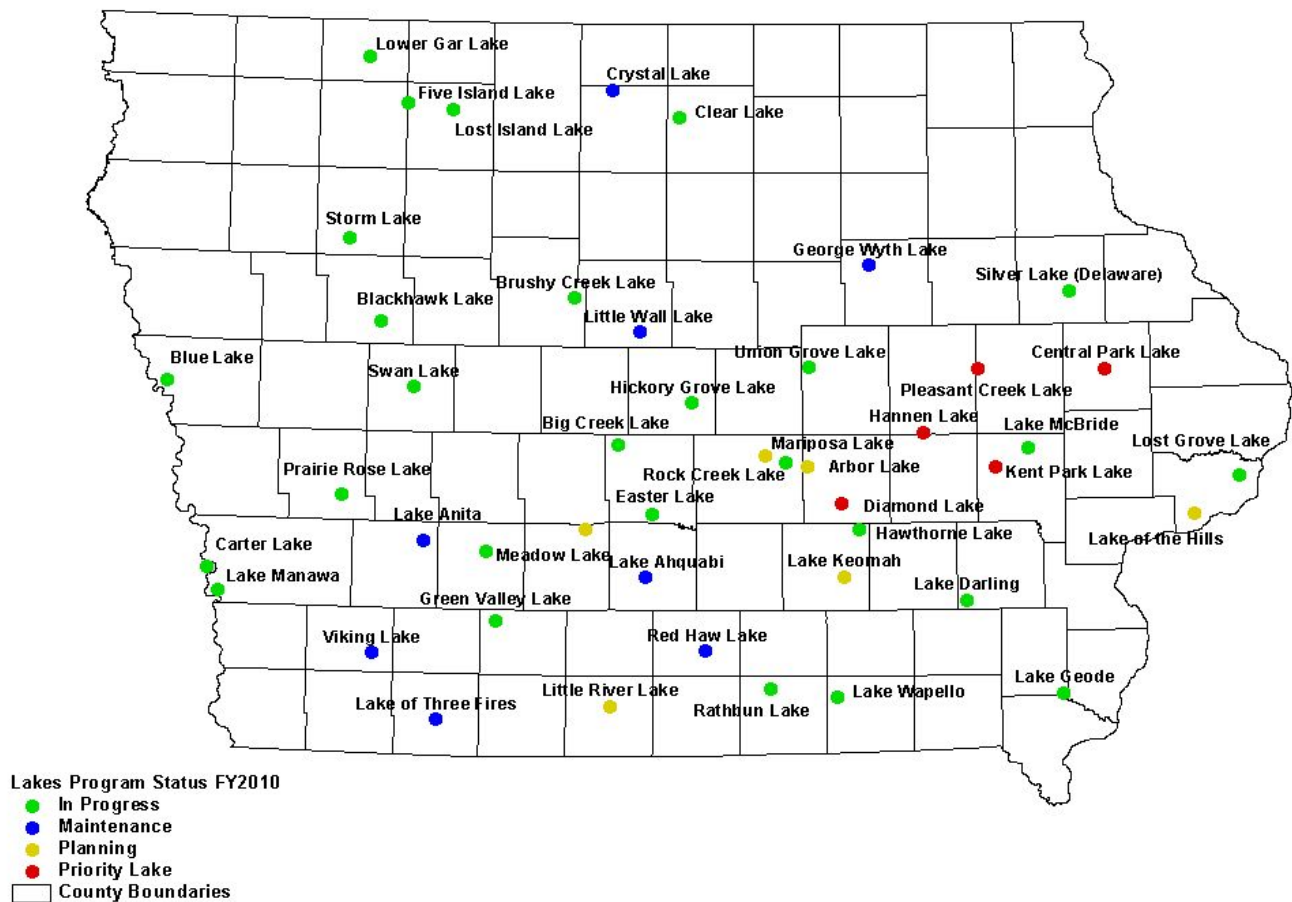 Lower Gar Lake
Crystal Lake
Five Island Lake
Clear Lake
Lost Island Lake
Storm Lake
George Wyth Lake
Silver Lake (Delaware)
Brushy Creek Lake
Blackhawk Lake
Little Wall Lake
Blue Lake
Union Grove Lake
Central Park Lake
Swan Lake
Hickory Grove Lake
Pleasant Creek Lake
Hannen Lake
Big Creek Lake
Lake McBride
Mariposa Lake
Lost Grove Lake
Prairie Rose Lake
Rock Creek Lake
Arbor Lake
Kent Park Lake
Easter Lake
Diamond Lake
Lake Anita
Hawthorne Lake
Lake of the Hills
Carter Lake
Meadow Lake
Lake Ahquabi
Lake Keomah
Lake Manawa
Lake Darling
Green Valley Lake
Viking Lake
Red Haw Lake
Lake Geode
Little River Lake
Lake Wapello
Lake of Three Fires
Rathbun Lake
Lakes Program Status FY2010
In Progress
Maintenance
Planning
Priority Lake
County Boundaries